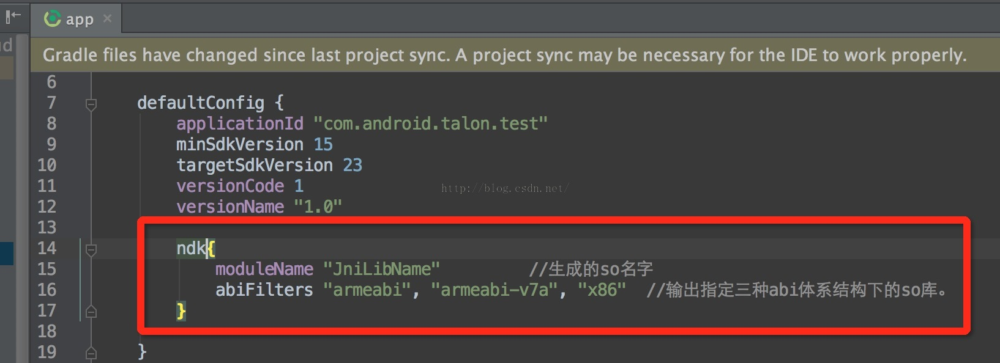 app
Gradle files have changed since last project sync. A project sync may be necessary for the IDE to work properly.
6
7 defaultConfig {
8 applicationId "com.android.talon.test"
9 minSdkVersion 15
10 targetSdkVersion 23
11 versionCode 1
http://blog.csdn.net/
12 versionName "1.0"
13
14 ndk{
15 moduleName "JniLibName" //生成的so名字
16 abiFilters "armeabi", "armeabi-v7a", "x86" //输出指定三种abi体系结构下的so库。
17 }
18
19 }